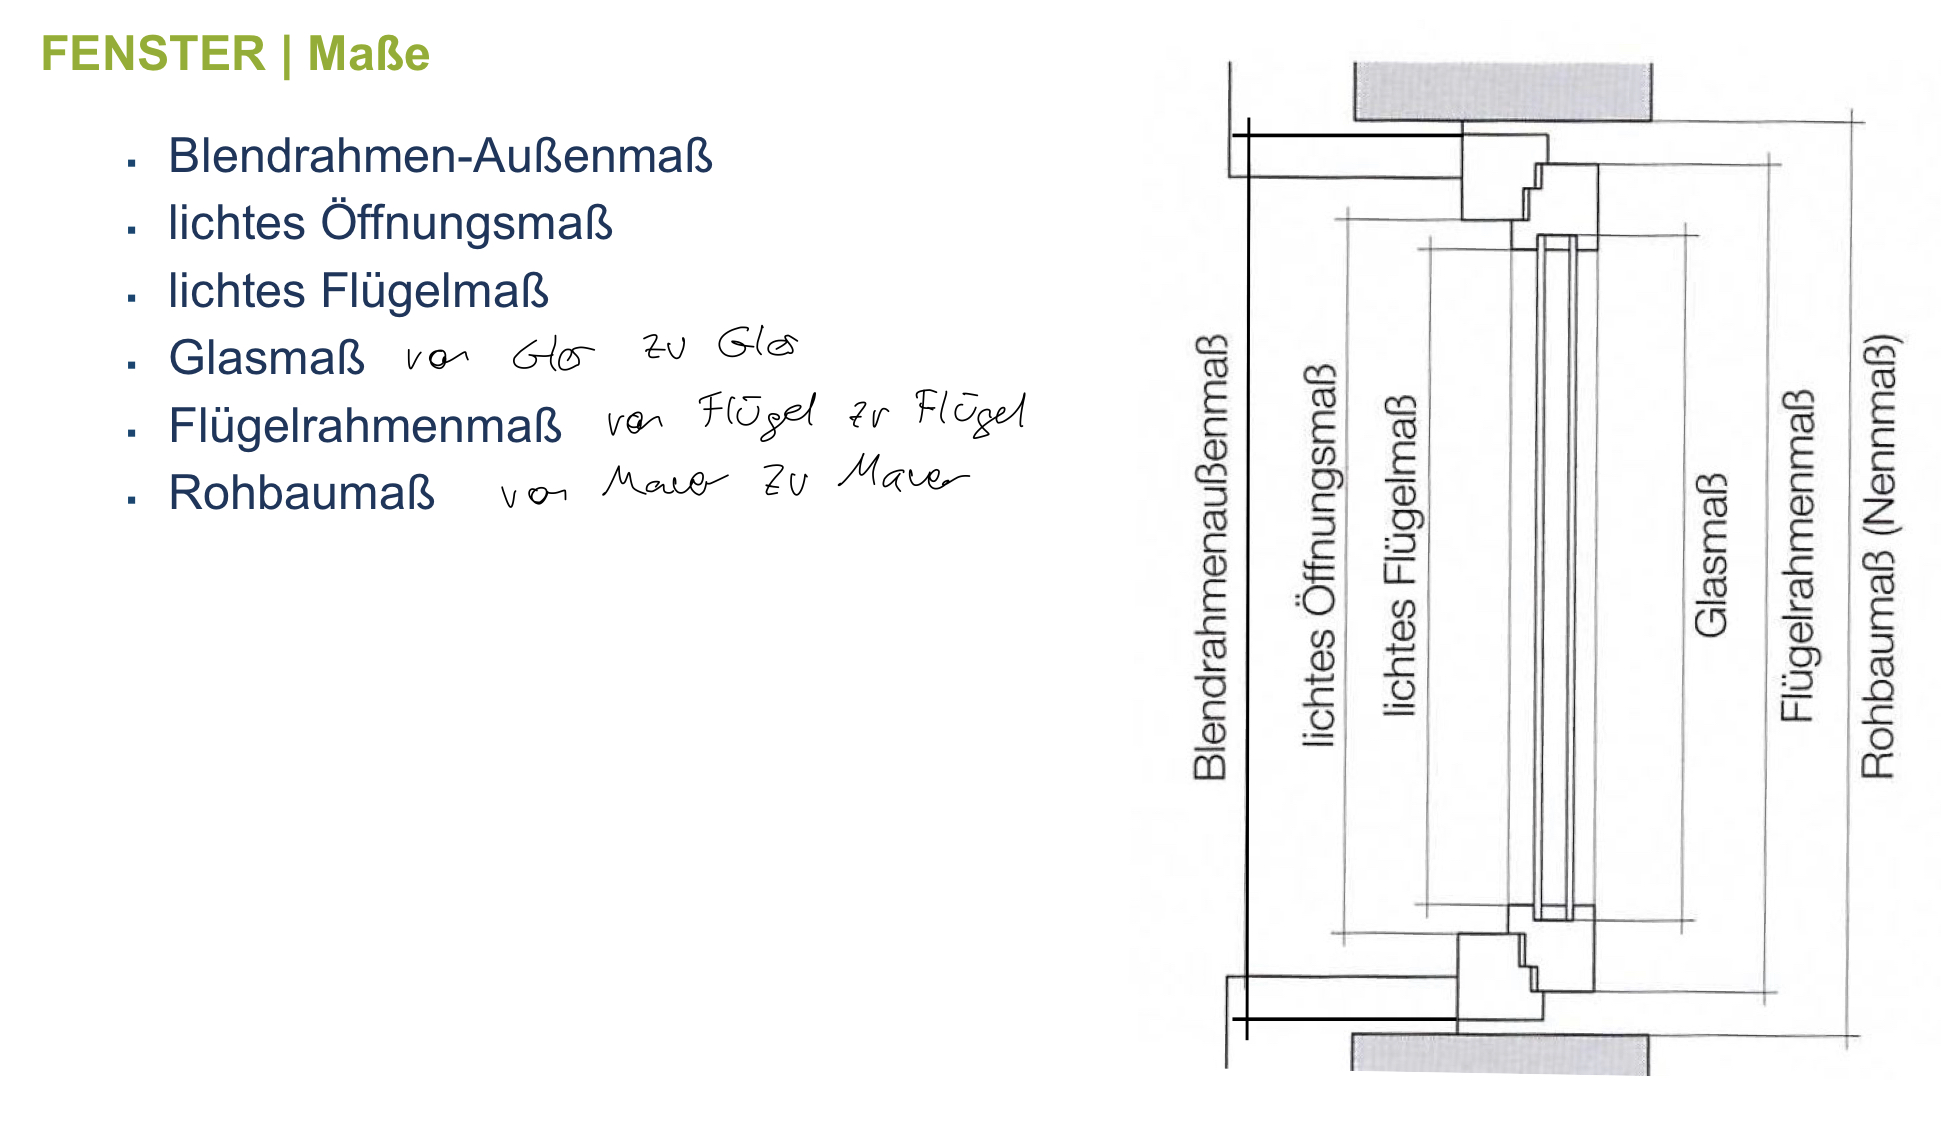 FENSTER | Maße
▪ Blendrahmen-Außenmaß
▪ lichtes Öffnungsmaß
▪ lichtes Flügelmaß
▪ Glasmaß von Glas zu Glas
▪ Flügelrahmenmaß von Flügel zu Flügel
▪ Rohbaumaß von Mauer zu Mauer
Blendrahmenaußenmaß
lichtes Öffnungsmaß
lichtes Flügelmaß
Glasmaß
Flügelrahmenmaß
Rohbaumaß (Nennmaß)